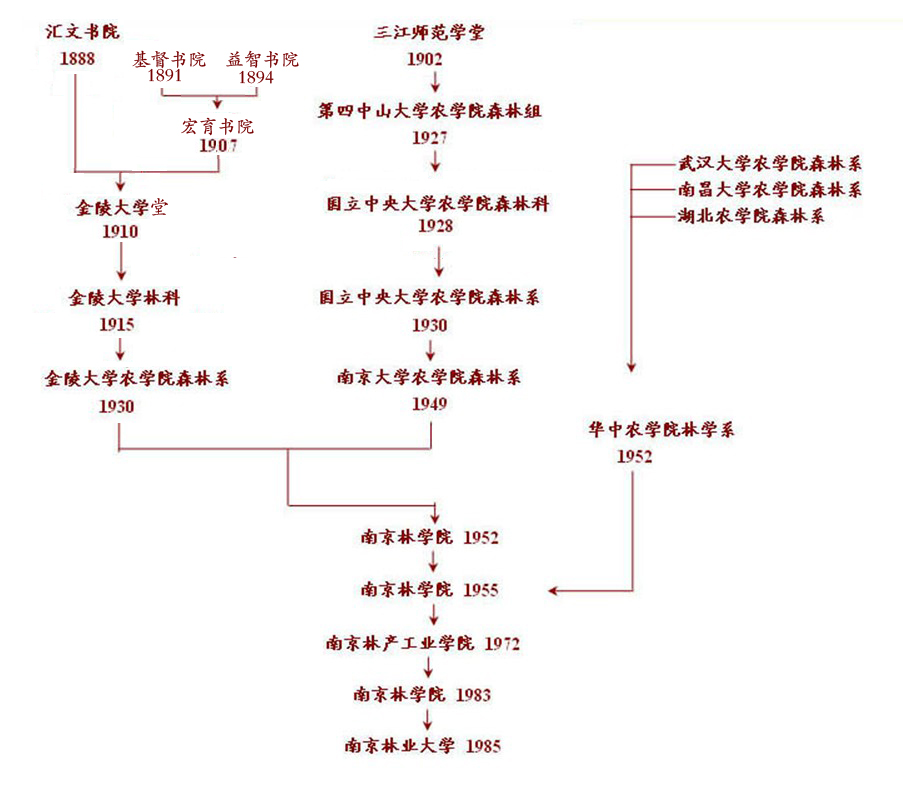 汇文书院
1888
基督书院
1891
益智书院
1894
宏育书院
1907
金陵大学堂
1910
金陵大学林科
1915
金陵大学农学院森林系
1930
三江师范学堂
1902
第四中山大学农学院森林组
1927
国立中央大学农学院森林科
1928
国立中央大学农学院森林系
1930
南京大学农学院森林系
1949
武汉大学农学院森林系
南昌大学农学院森林系
湖北农学院森林系
华中农学院林学系
1952
南京林学院 1952
南京林学院 1955
南京林产工业学院 1972
南京林学院 1983
南京林业大学 1985